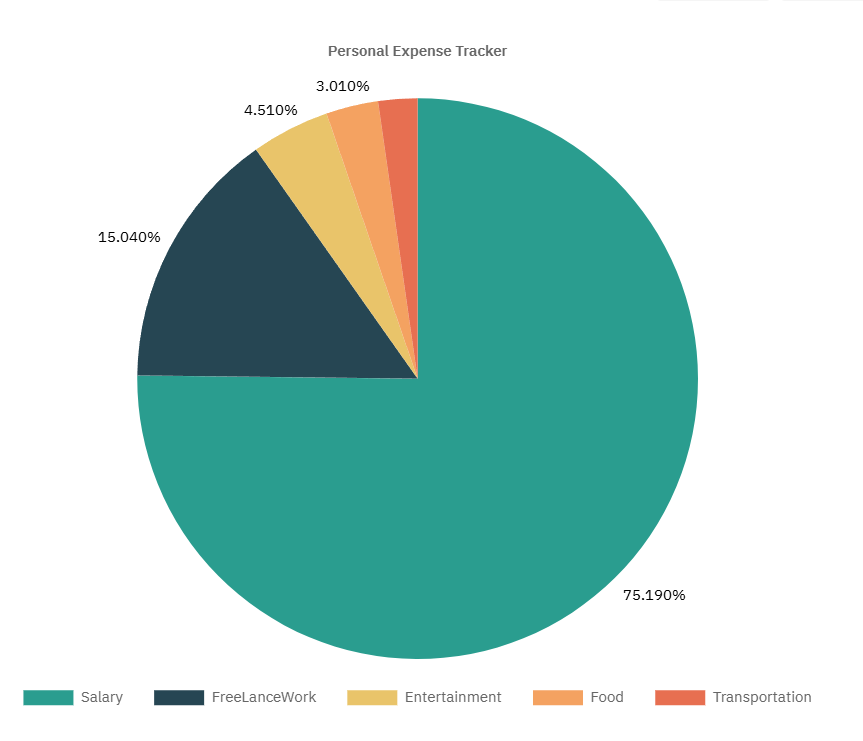 Personal Expense Tracker
3.010%
4.510%
15.040%
75.190%
Salary FreeLanceWork Entertainment Food Transportation